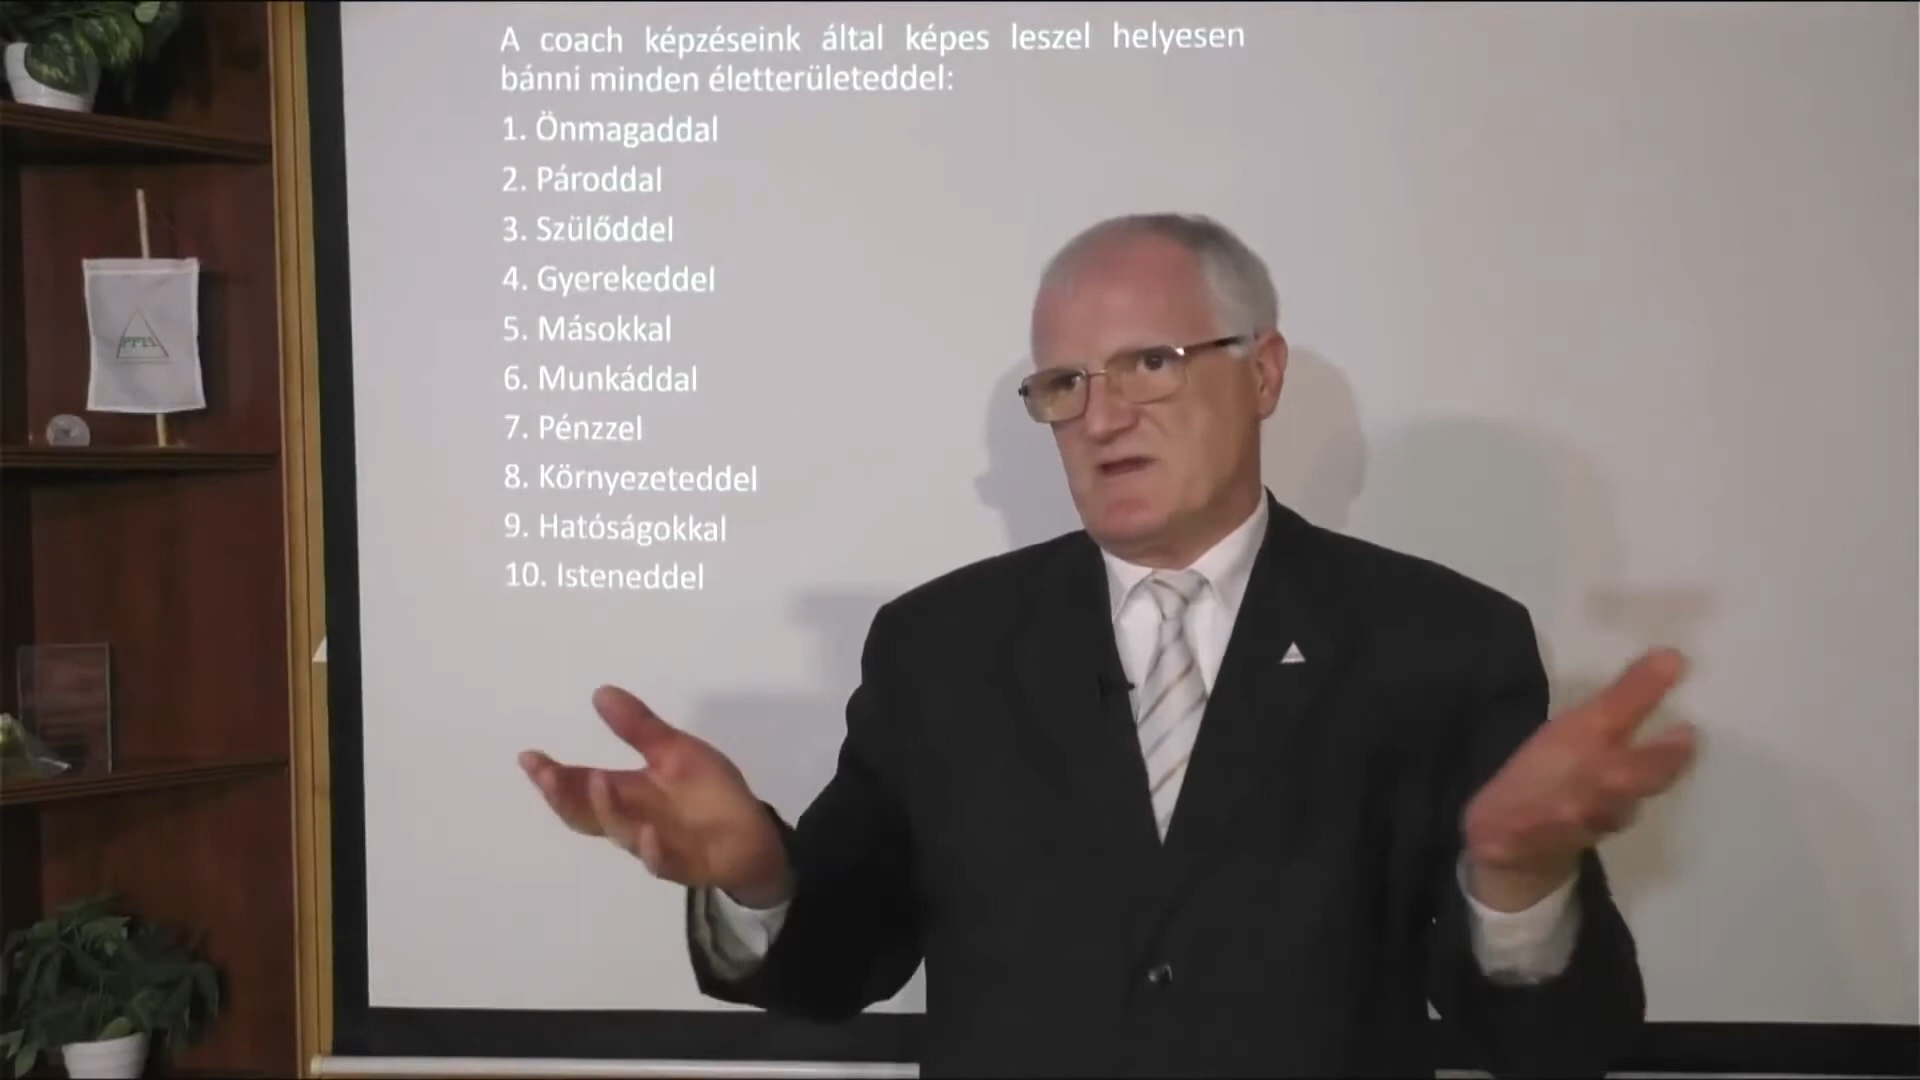 A coach képzéseink által képes leszel helyesen
bánni minden életterületeddel:
1. Önmagaddal
2. Pároddal
3. Szülőddel
4. Gyerekeddel
5. Másokkal
6. Munkáddal
7. Pénzzel
8. Környezeteddel
9. Hatóságokkal
10. Isteneddel